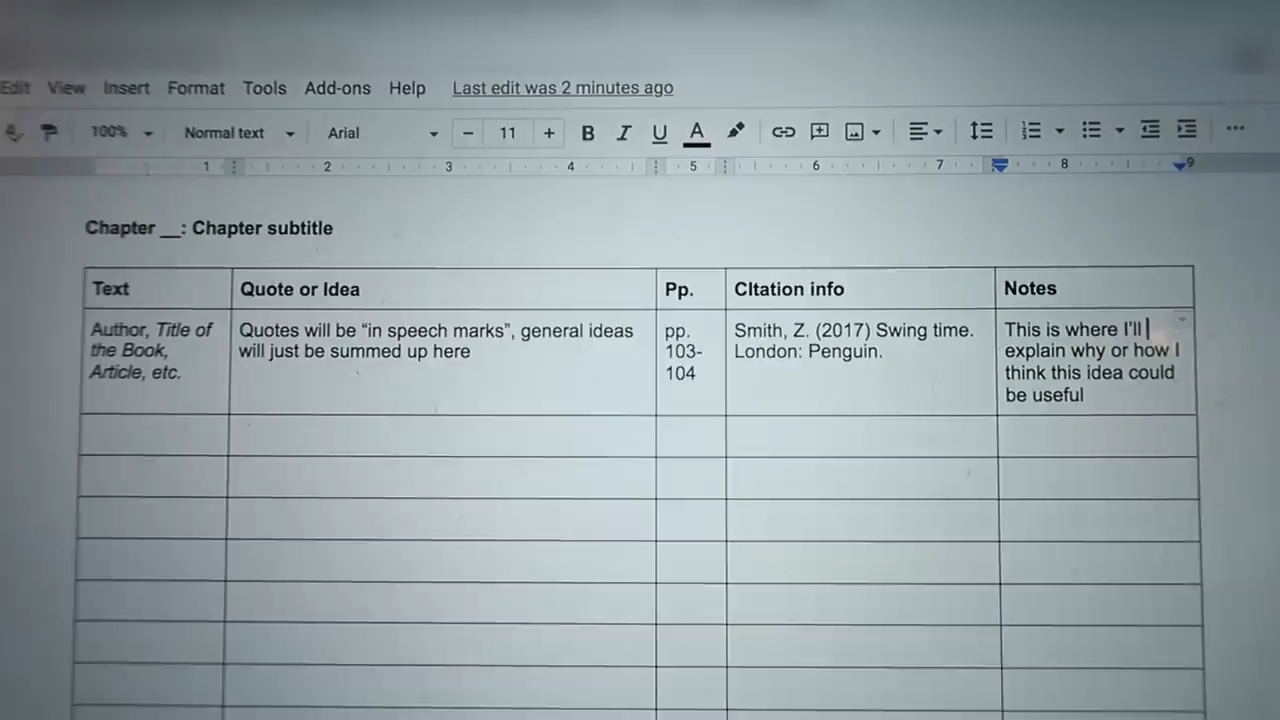 Edit View Insert Format Tools Add-ons Help Last edit was 2 minutes ago
100% Normal text Arial − 11 + B I U A
1 2 3 4 5 6 7 8 9
Chapter __: Chapter subtitle
Text Quote or Idea Pp. CItation info Notes
Author, Title of
the Book,
Article, etc.
Quotes will be “in speech marks”, general ideas
will just be summed up here
pp.
103-
104
Smith, Z. (2017) Swing time.
London: Penguin.
This is where I’ll
explain why or how I
think this idea could
be useful